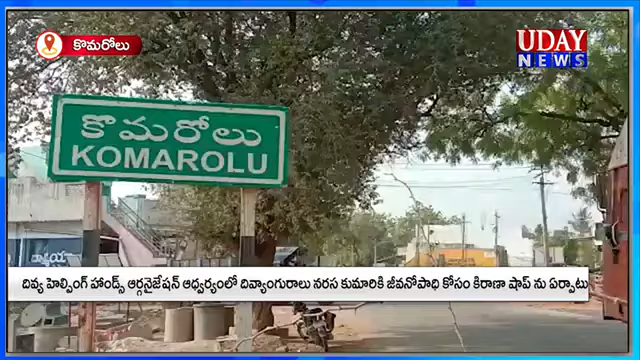 కొమరోలు
UDAY
NEWS
కొమరోలు
KOMAROLU
దివ్య హెల్పింగ్ హాండ్స్ ఆర్గనైజేషన్ ఆధ్వర్యంలో దివ్యాంగురాలు నరస కుమారికి జీవనోపాధి కోసం కిరాణా షాప్ ను ఏర్పాటు